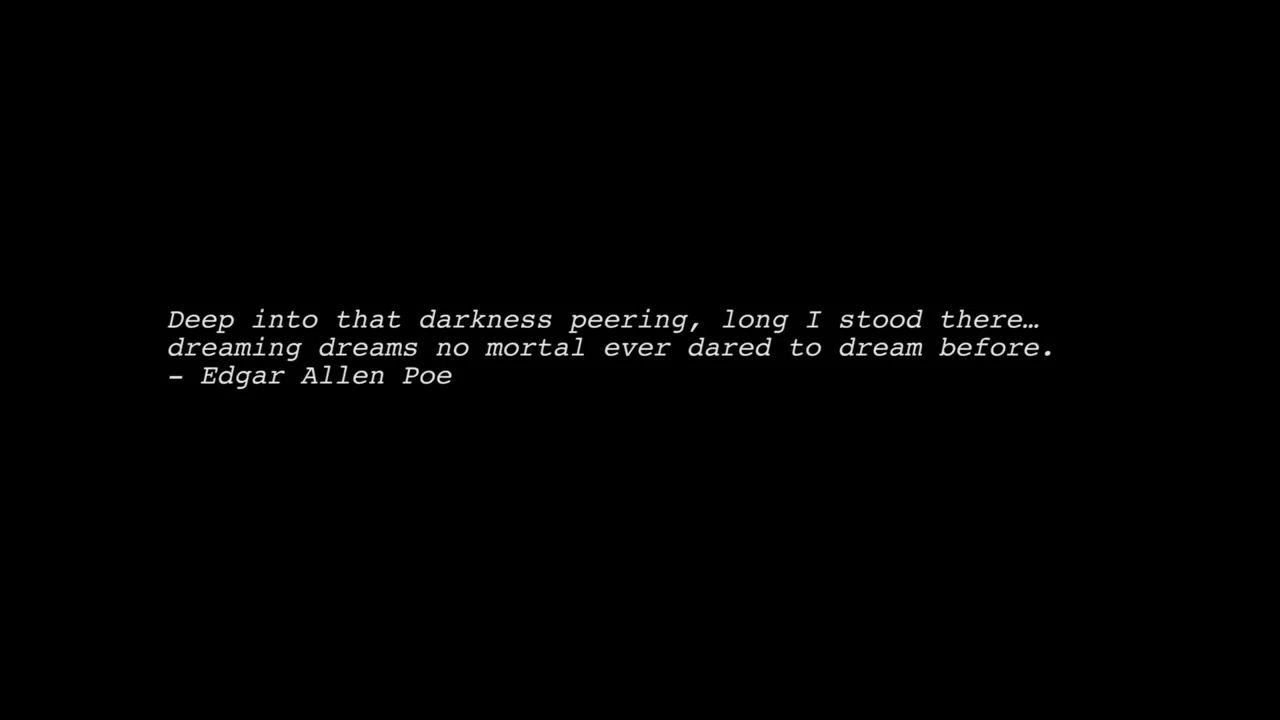 Deep into that darkness peering, long I stood there…
dreaming dreams no mortal ever dared to dream before.
– Edgar Allen Poe